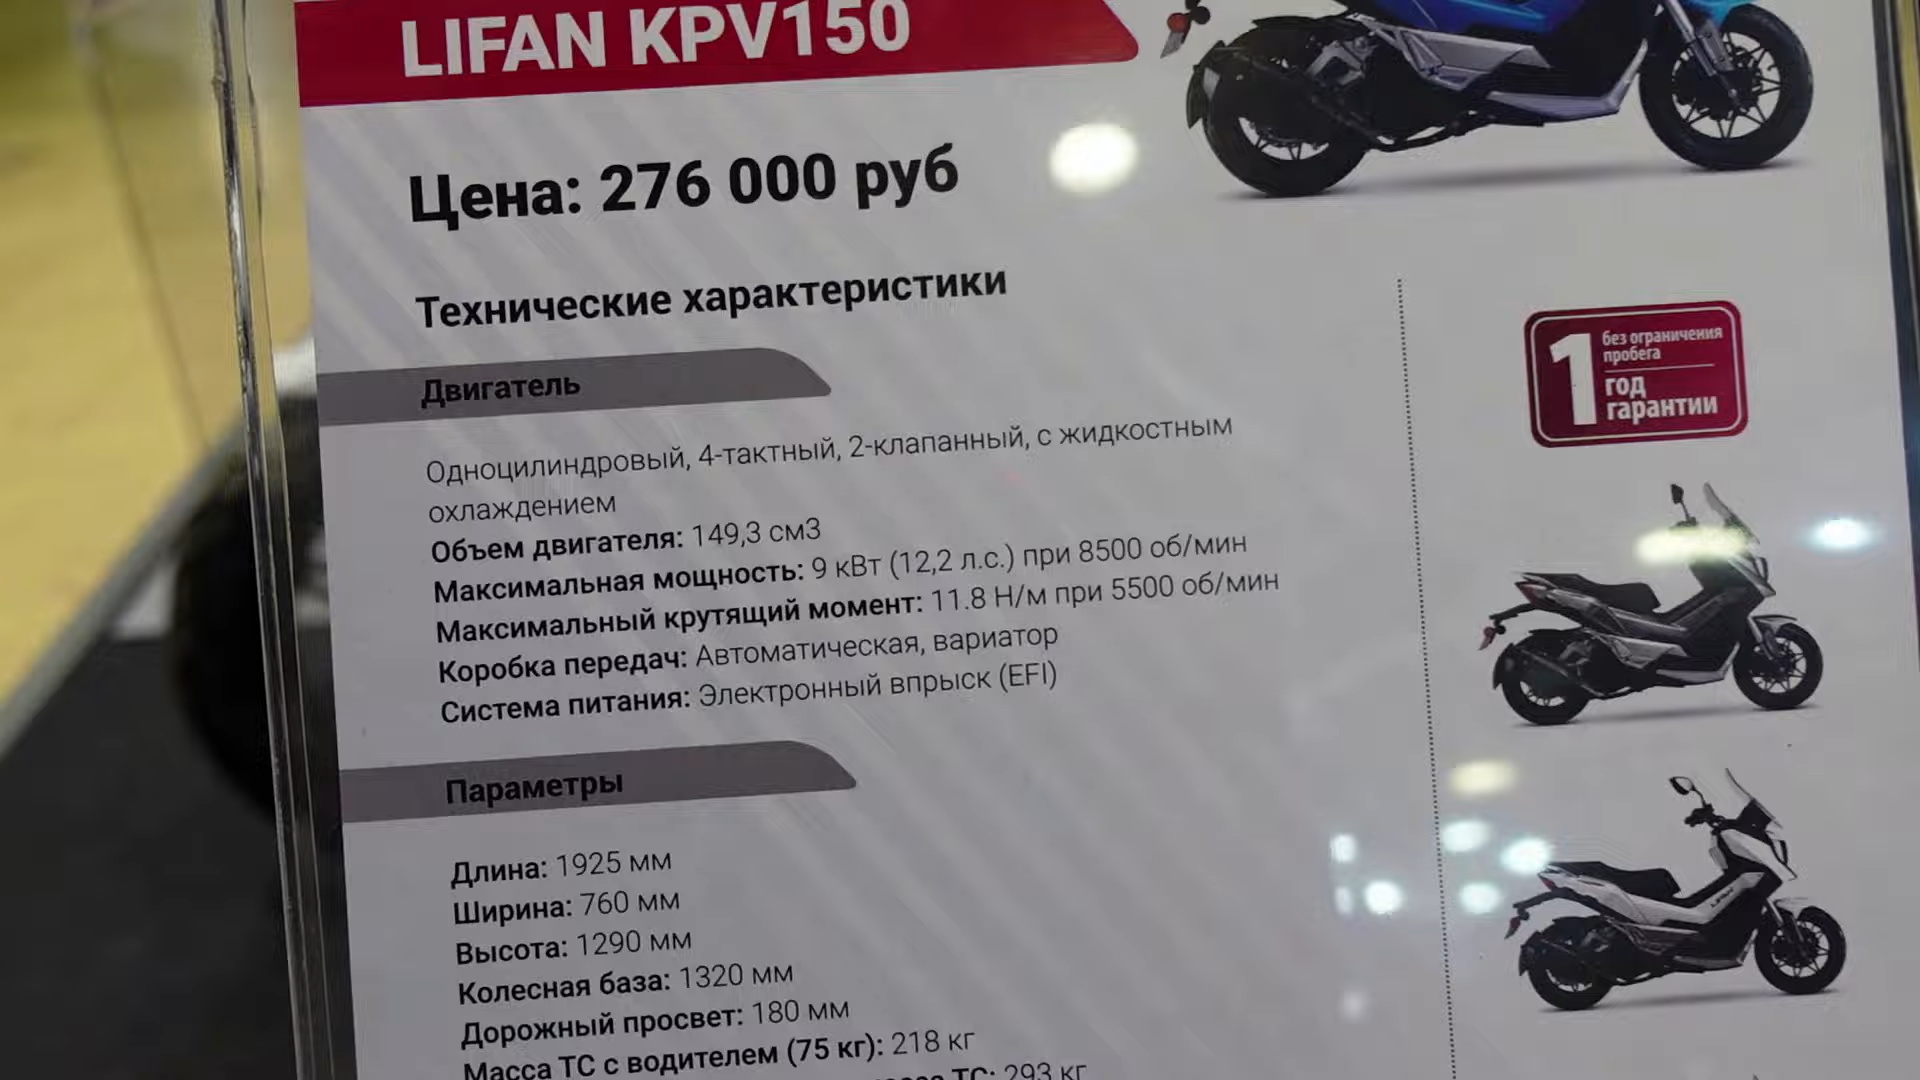 LIFAN KPV150
Цена: 276 000 руб
Технические характеристики
Двигатель
Одноцилиндровый, 4-тактный, 2-клапанный, с жидкостным
охлаждением
Объем двигателя: 149,3 см3
Максимальная мощность: 9 кВт (12,2 л.с.) при 8500 об/мин
Максимальный крутящий момент: 11.8 Н/м при 5500 об/мин
Коробка передач: Автоматическая, вариатор
Система питания: Электронный впрыск (EFI)
Параметры
Длина: 1925 мм
Ширина: 760 мм
Высота: 1290 мм
Колесная база: 1320 мм
Дорожный просвет: 180 мм
Масса ТС с водителем (75 кг): 218 кг
ТС: 293 кг
1 без ограничения
пробега
год
гарантии